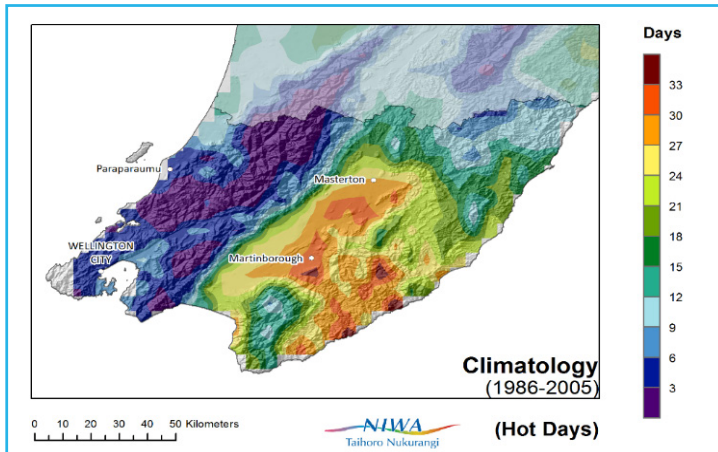 Days
33
30
27
24
21
18
15
12
9
6
3
Paraparaumu
Masterton
WELLINGTON
CITY
Martinborough
Climatology
(1986-2005)
0 10 20 30 40 50 Kilometers
NIWA
Taihoro Nukurangi
(Hot Days)